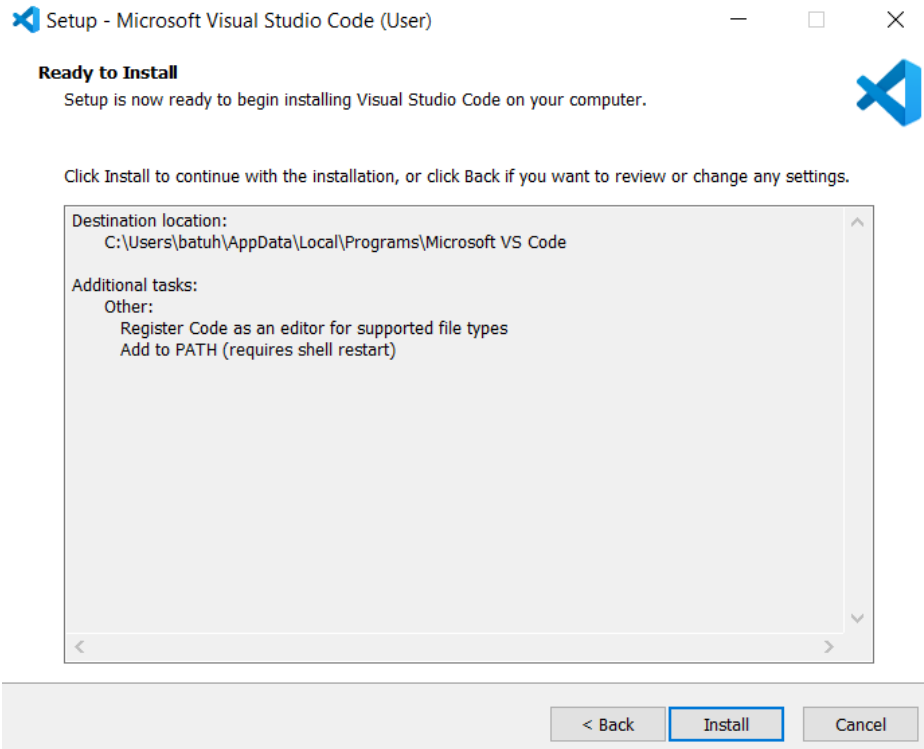 Setup - Microsoft Visual Studio Code (User)
Ready to Install
Setup is now ready to begin installing Visual Studio Code on your computer.
Click Install to continue with the installation, or click Back if you want to review or change any settings.
Destination location:
C:\Users\batuh\AppData\Local\Programs\Microsoft VS Code
Additional tasks:
Other:
Register Code as an editor for supported file types
Add to PATH (requires shell restart)
< Back
Install
Cancel